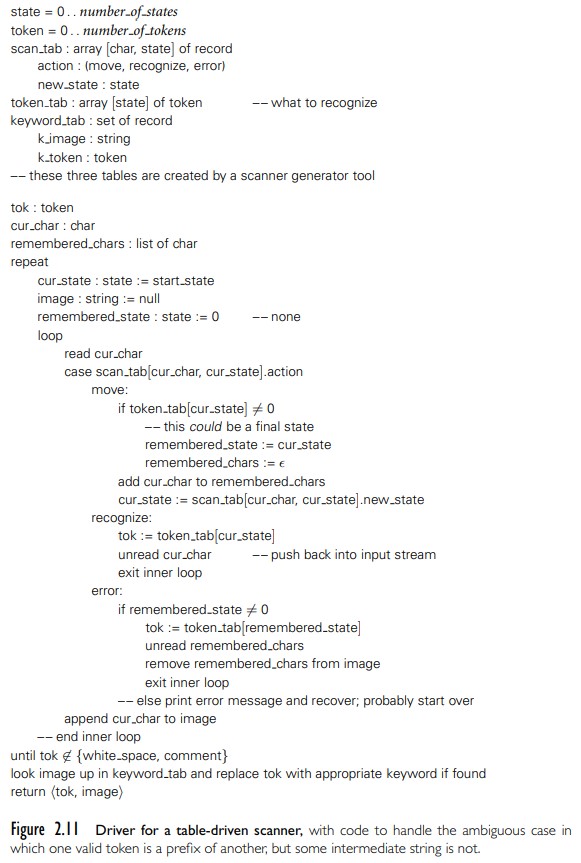 state = 0 . . number_of_states
token = 0 . . number_of_tokens
scan_tab : array [char, state] of record
action : (move, recognize, error)
new_state : state
token_tab : array [state] of token −− what to recognize
keyword_tab : set of record
k_image : string
k_token : token
−− these three tables are created by a scanner generator tool
tok : token
cur_char : char
remembered_chars : list of char
repeat
cur_state : state := start_state
image : string := null
remembered_state : state := 0 −− none
loop
read cur_char
case scan_tab[cur_char, cur_state].action
move:
if token_tab[cur_state] ≠ 0
−− this could be a final state
remembered_state := cur_state
remembered_chars := ϵ
add cur_char to remembered_chars
cur_state := scan_tab[cur_char, cur_state].new_state
recognize:
tok := token_tab[cur_state]
unread cur_char −− push back into input stream
exit inner loop
error:
if remembered_state ≠ 0
tok := token_tab[remembered_state]
unread remembered_chars
remove remembered_chars from image
exit inner loop
−− else print error message and recover; probably start over
append cur_char to image
−− end inner loop
until tok ∉ {white_space, comment}
look image up in keyword_tab and replace tok with appropriate keyword if found
return ⟨tok, image⟩
Figure 2.11 Driver for a table-driven scanner, with code to handle the ambiguous case in
which one valid token is a prefix of another, but some intermediate string is not.